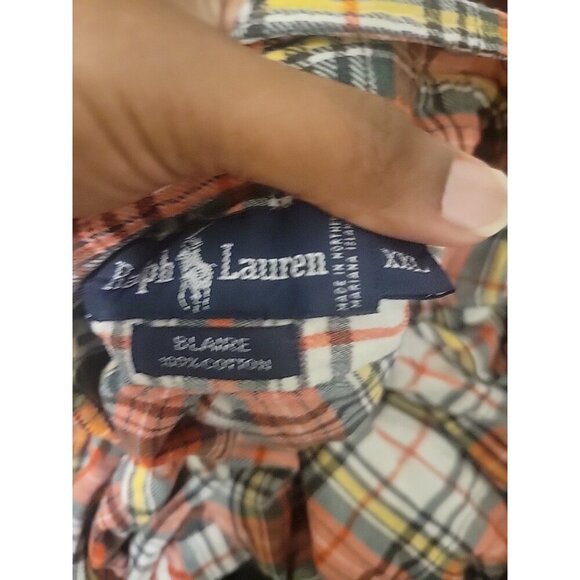 Ralph Lauren
MADE IN NORTHERN
MARIANA ISLANDS
XXL
BLAIRE
100% COTTON